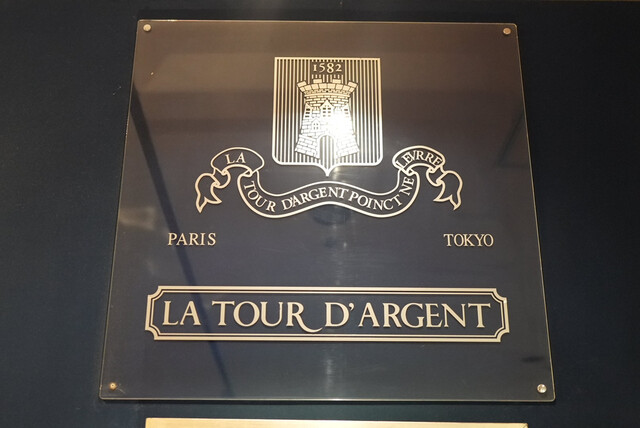 1582
LA TOUR D'ARGENT POINCT NE LEVRRE
PARIS
TOKYO
LA TOUR D'ARGENT